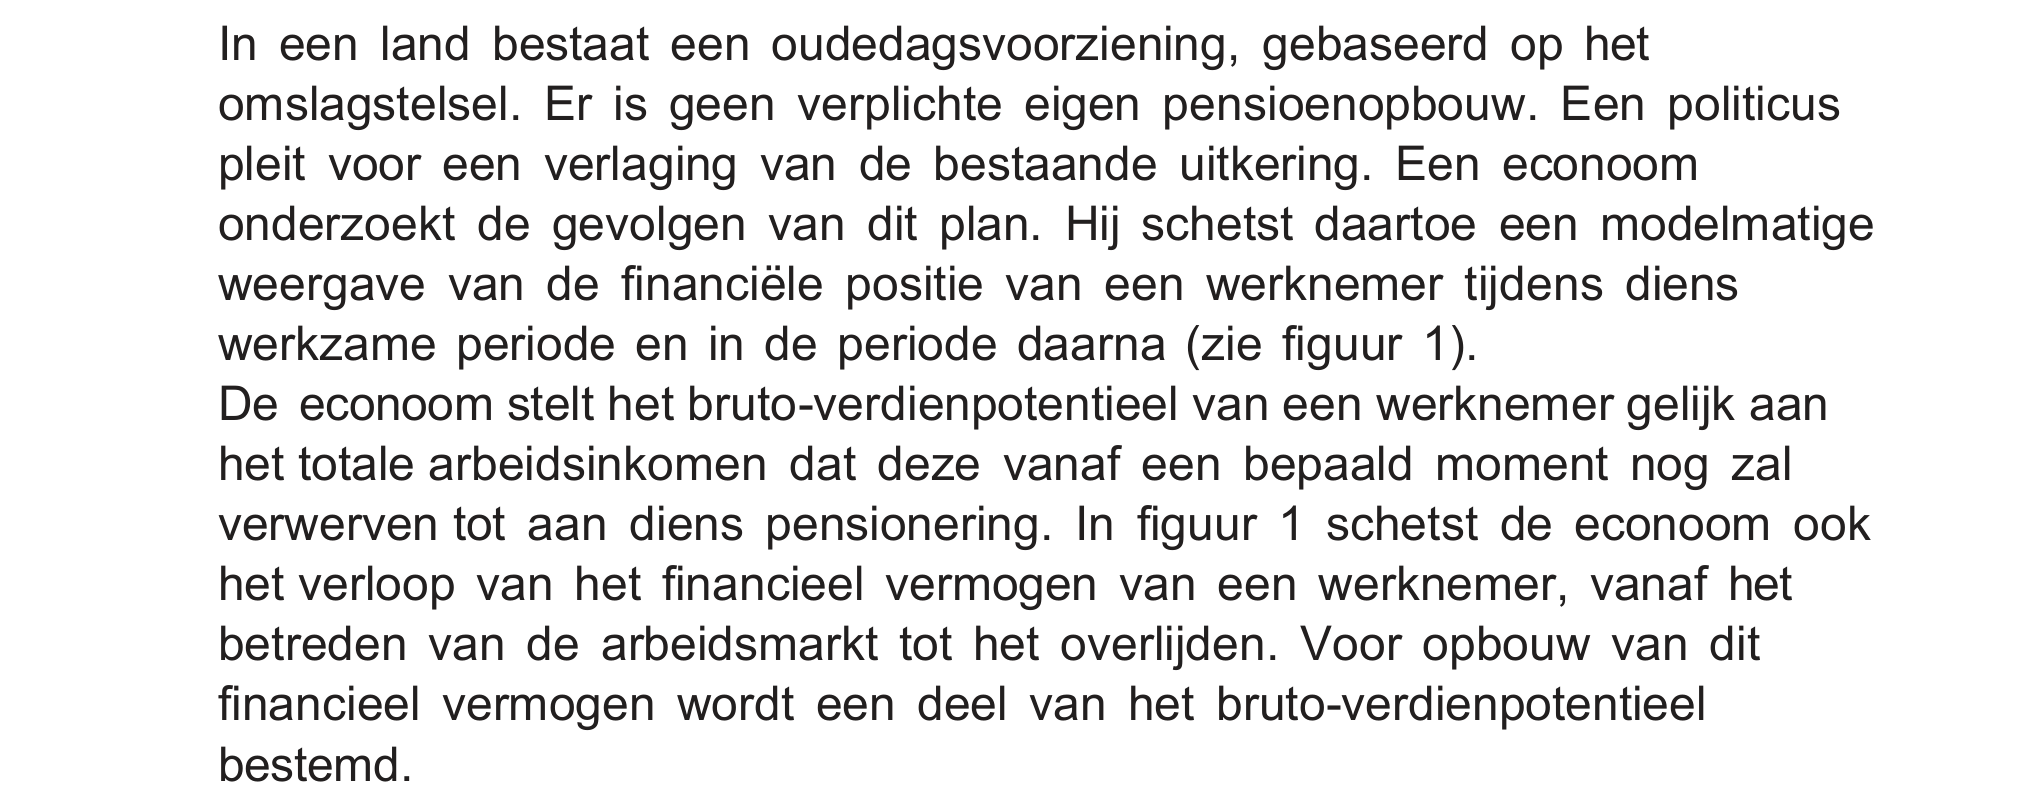 In een land bestaat een oudedagsvoorziening, gebaseerd op het
omslagstelsel. Er is geen verplichte eigen pensioenopbouw. Een politicus
pleit voor een verlaging van de bestaande uitkering. Een econoom
onderzoekt de gevolgen van dit plan. Hij schetst daartoe een modelmatige
weergave van de financiële positie van een werknemer tijdens diens
werkzame periode en in de periode daarna (zie figuur 1).
De econoom stelt het bruto-verdienpotentieel van een werknemer gelijk aan
het totale arbeidsinkomen dat deze vanaf een bepaald moment nog zal
verwerven tot aan diens pensionering. In figuur 1 schetst de econoom ook
het verloop van het financieel vermogen van een werknemer, vanaf het
betreden van de arbeidsmarkt tot het overlijden. Voor opbouw van dit
financieel vermogen wordt een deel van het bruto-verdienpotentieel
bestemd.